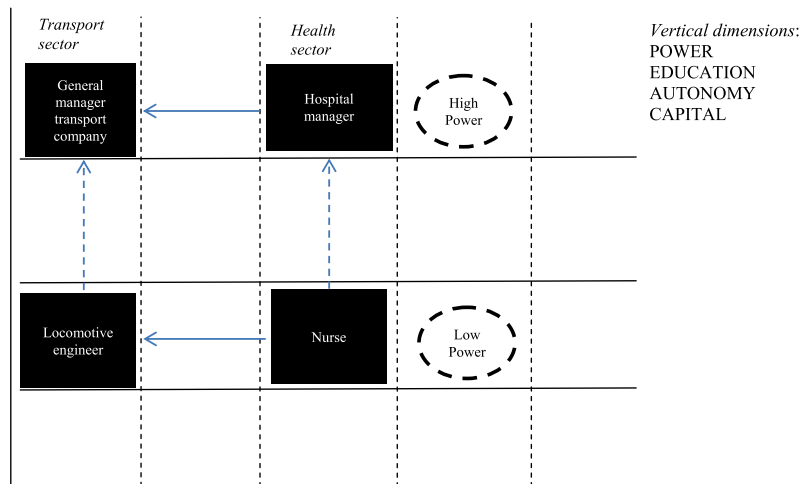 Transport
sector
Health
sector
Vertical dimensions:
POWER
EDUCATION
AUTONOMY
CAPITAL
General
manager
transport
company
Hospital
manager
High
Power
Locomotive
engineer
Nurse
Low
Power